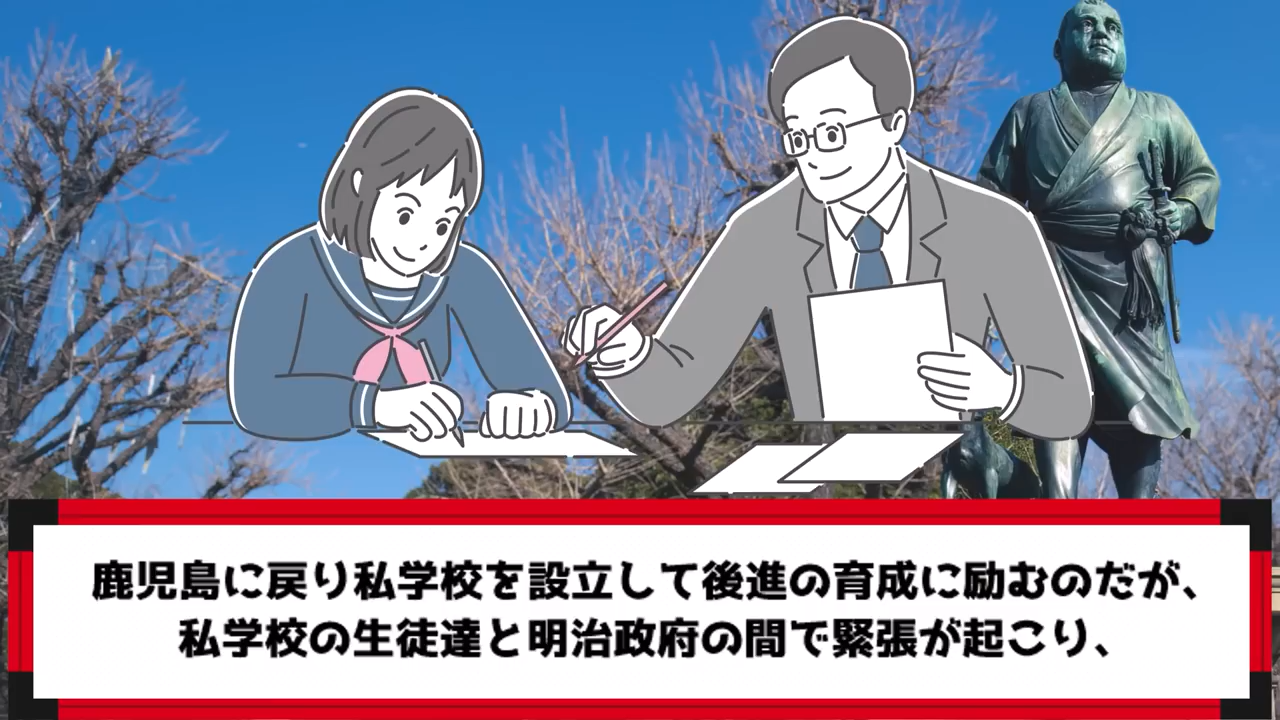 鹿児島に戻り私学校を設立して後進の育成に励むのだが、
私学校の生徒達と明治政府の間で緊張が起こり、